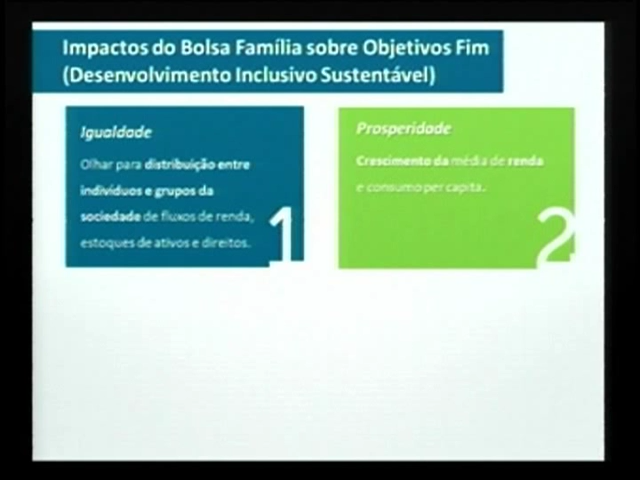 Impactos do Bolsa Família sobre Objetivos Fim
(Desenvolvimento Inclusivo Sustentável)
Igualdade
Olhar para distribuição entre
indivíduos e grupos da
sociedade de fluxos de renda,
estoques de ativos e direitos.
1
Prosperidade
Crescimento da média de renda
e consumo per capita.
2